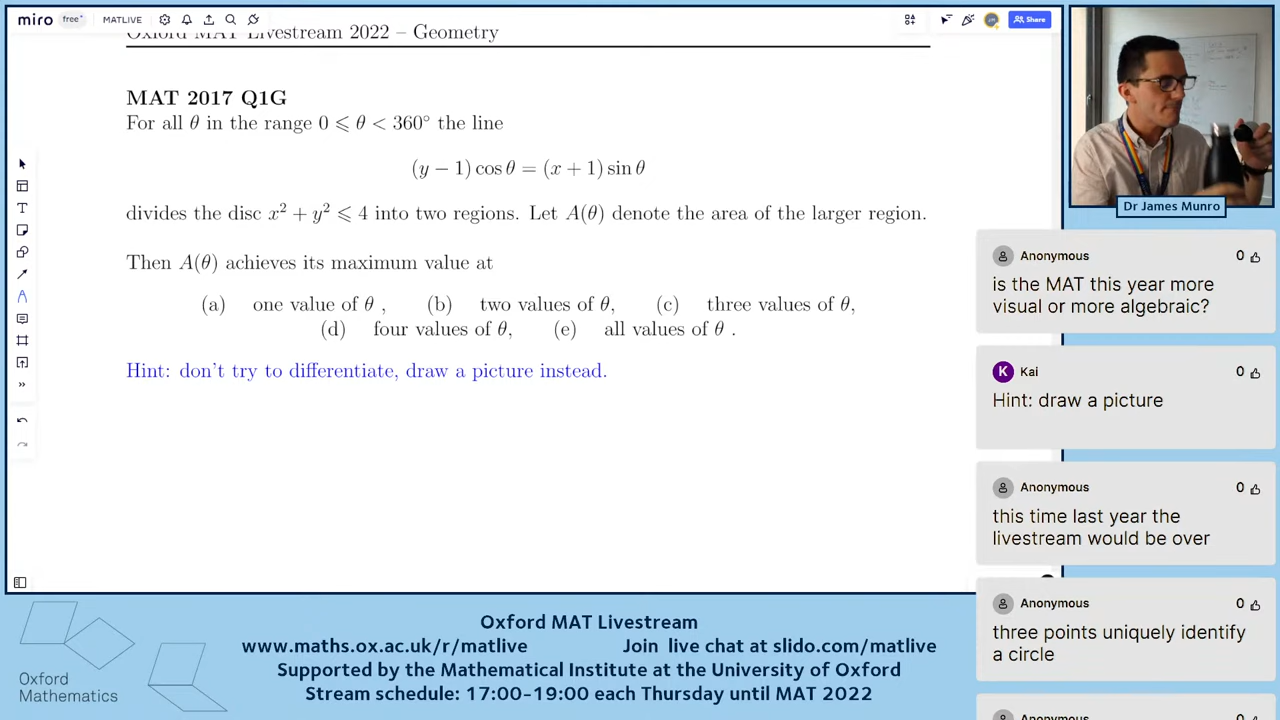 miro free MATLIVE Share
Oxford MAT Livestream 2022 – Geometry
MAT 2017 Q1G
For all θ in the range 0 ⩽ θ < 360° the line
(y − 1) cos θ = (x + 1) sin θ
divides the disc x² + y² ⩽ 4 into two regions. Let A(θ) denote the area of the larger region.
Then A(θ) achieves its maximum value at
(a) one value of θ , (b) two values of θ, (c) three values of θ,
(d) four values of θ, (e) all values of θ .
Hint: don't try to differentiate, draw a picture instead.
Dr James Munro
Anonymous 0
is the MAT this year more
visual or more algebraic?
K Kai 0
Hint: draw a picture
Anonymous 0
this time last year the
livestream would be over
Anonymous 0
three points uniquely identify
a circle
Oxford
Mathematics
Oxford MAT Livestream
www.maths.ox.ac.uk/r/matlive Join live chat at slido.com/matlive
Supported by the Mathematical Institute at the University of Oxford
Stream schedule: 17:00-19:00 each Thursday until MAT 2022